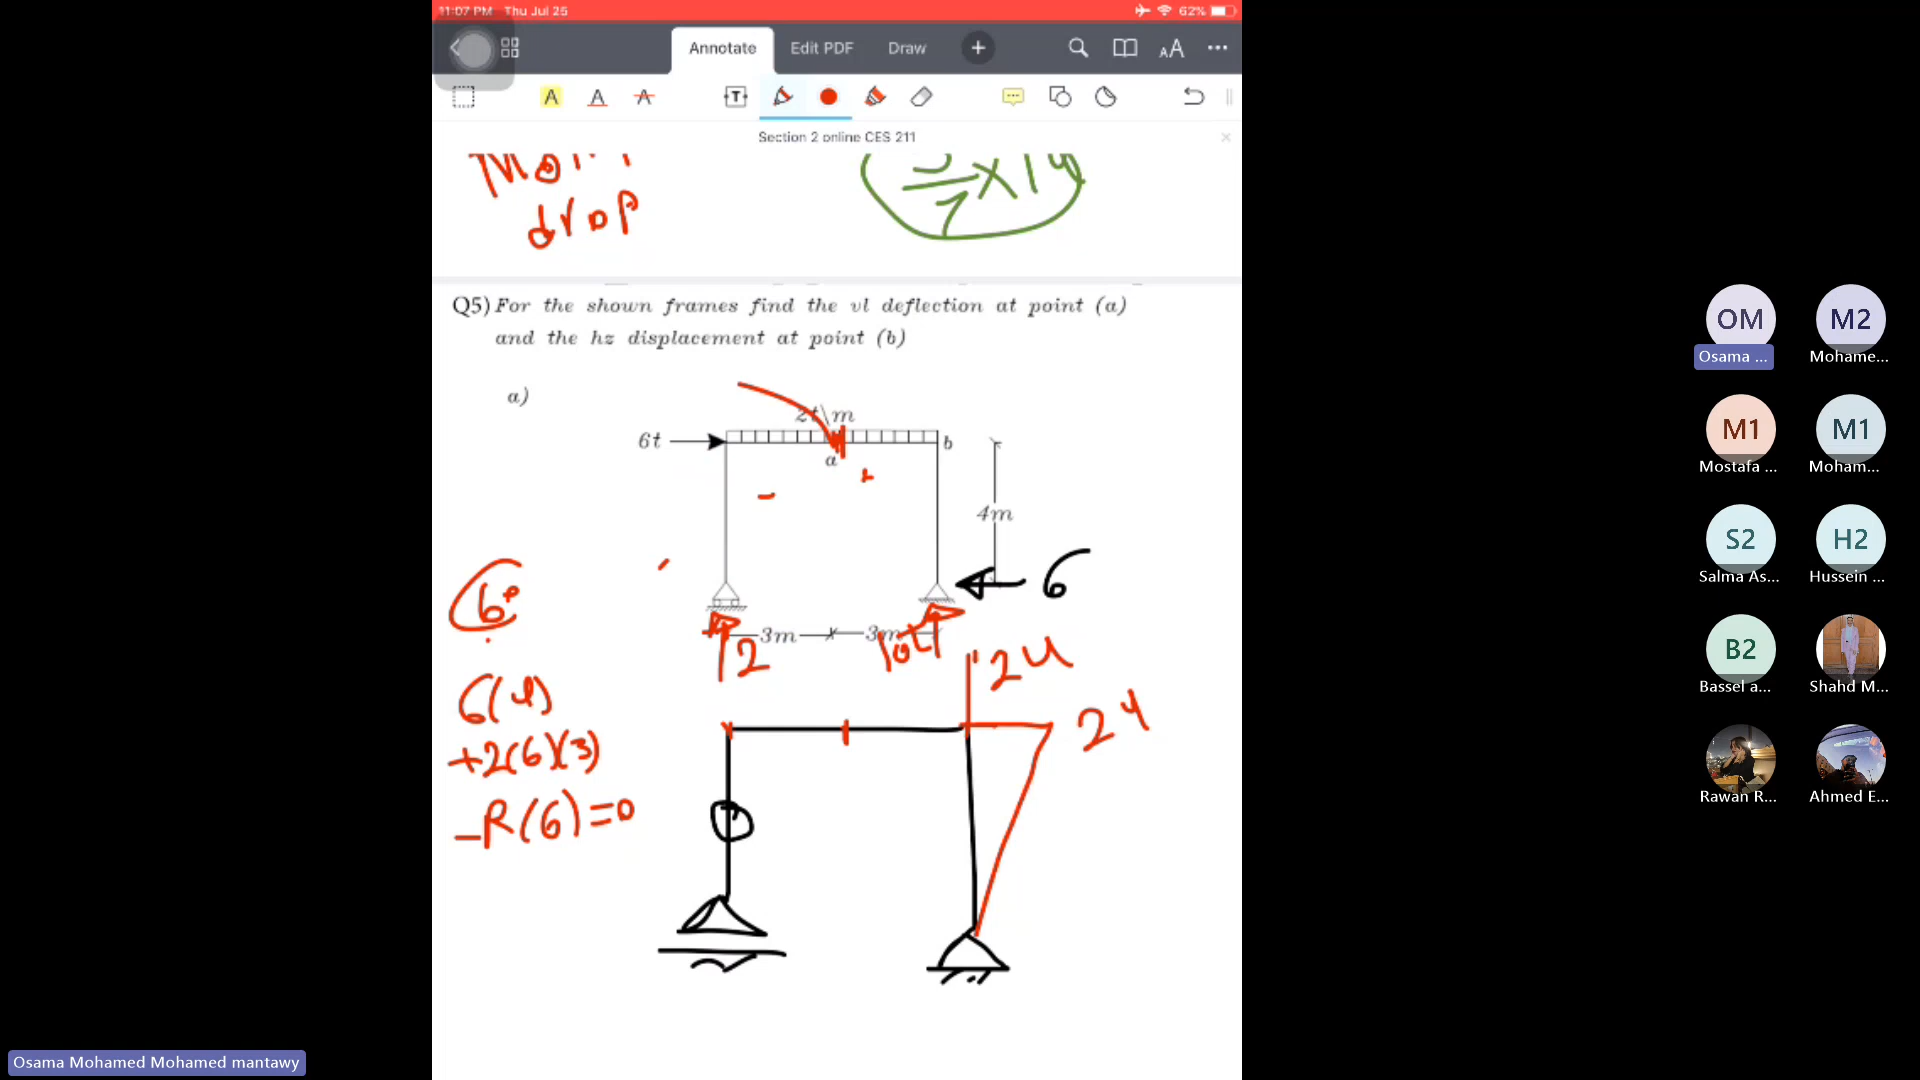 11:07 PM Thu Jul 25
62%
Annotate
Edit PDF
Draw
Section 2 online CES 211
drop
Q5) For the shown frames find the vl deflection at point (a)
and the hz displacement at point (b)
a)
2t\m
6t
b
a
4m
6
3m
3m
2
10t
24
24
6(4)
+2(6)(3)
-R(6)=0
OM
Osama ...
M2
Mohame...
M1
Mostafa ...
M1
Moham...
S2
Salma As...
H2
Hussein ...
B2
Bassel a...
Shahd M...
Rawan R...
Ahmed E...
Osama Mohamed Mohamed mantawy